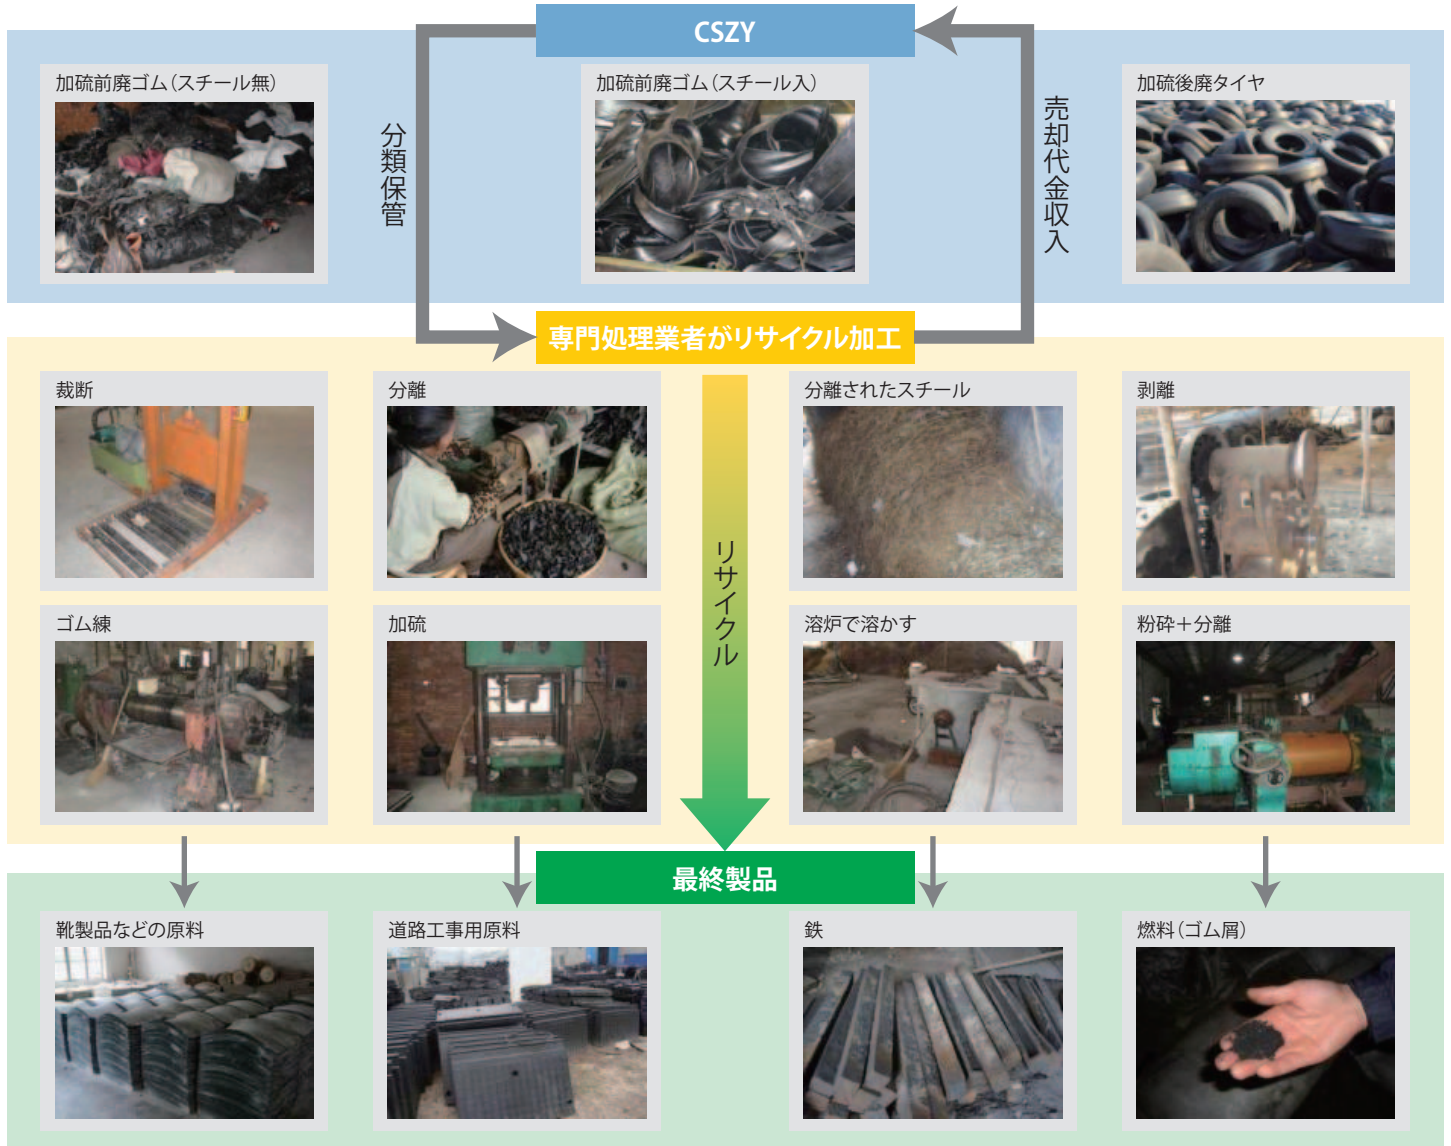 CSZY
加硫前廃ゴム（スチール無）
加硫前廃ゴム（スチール入）
加硫後廃タイヤ
分類保管
売却代金収入
専門処理業者がリサイクル加工
裁断
分離
分離されたスチール
剥離
ゴム練
加硫
溶炉で溶かす
粉砕＋分離
リサイクル
最終製品
靴製品などの原料
道路工事用原料
鉄
燃料（ゴム屑）